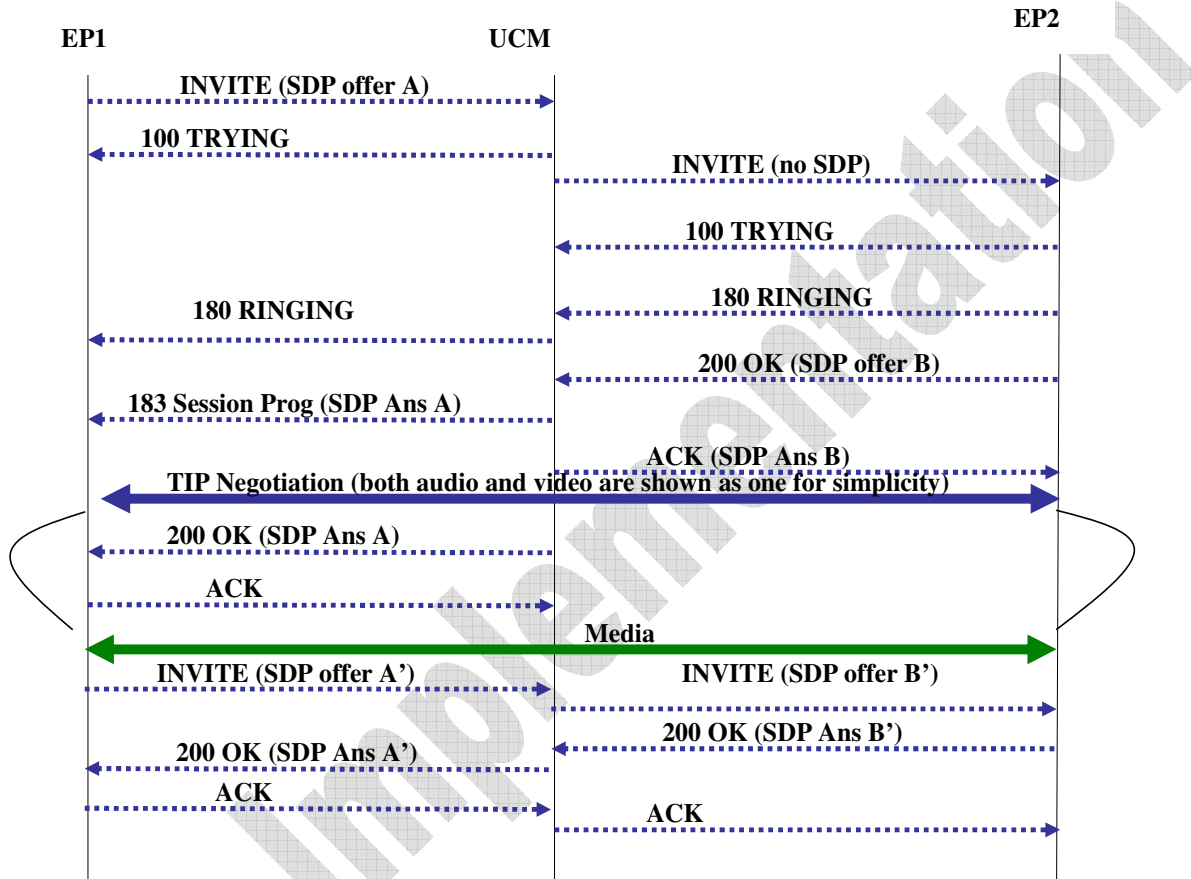 EP1
UCM
EP2
INVITE (SDP offer A)
100 TRYING
INVITE (no SDP)
100 TRYING
180 RINGING
180 RINGING
200 OK (SDP offer B)
183 Session Prog (SDP Ans A)
ACK (SDP Ans B)
TIP Negotiation (both audio and video are shown as one for simplicity)
200 OK (SDP Ans A)
ACK
Media
INVITE (SDP offer A’)
INVITE (SDP offer B’)
200 OK (SDP Ans B’)
200 OK (SDP Ans A’)
ACK
ACK
Implementation